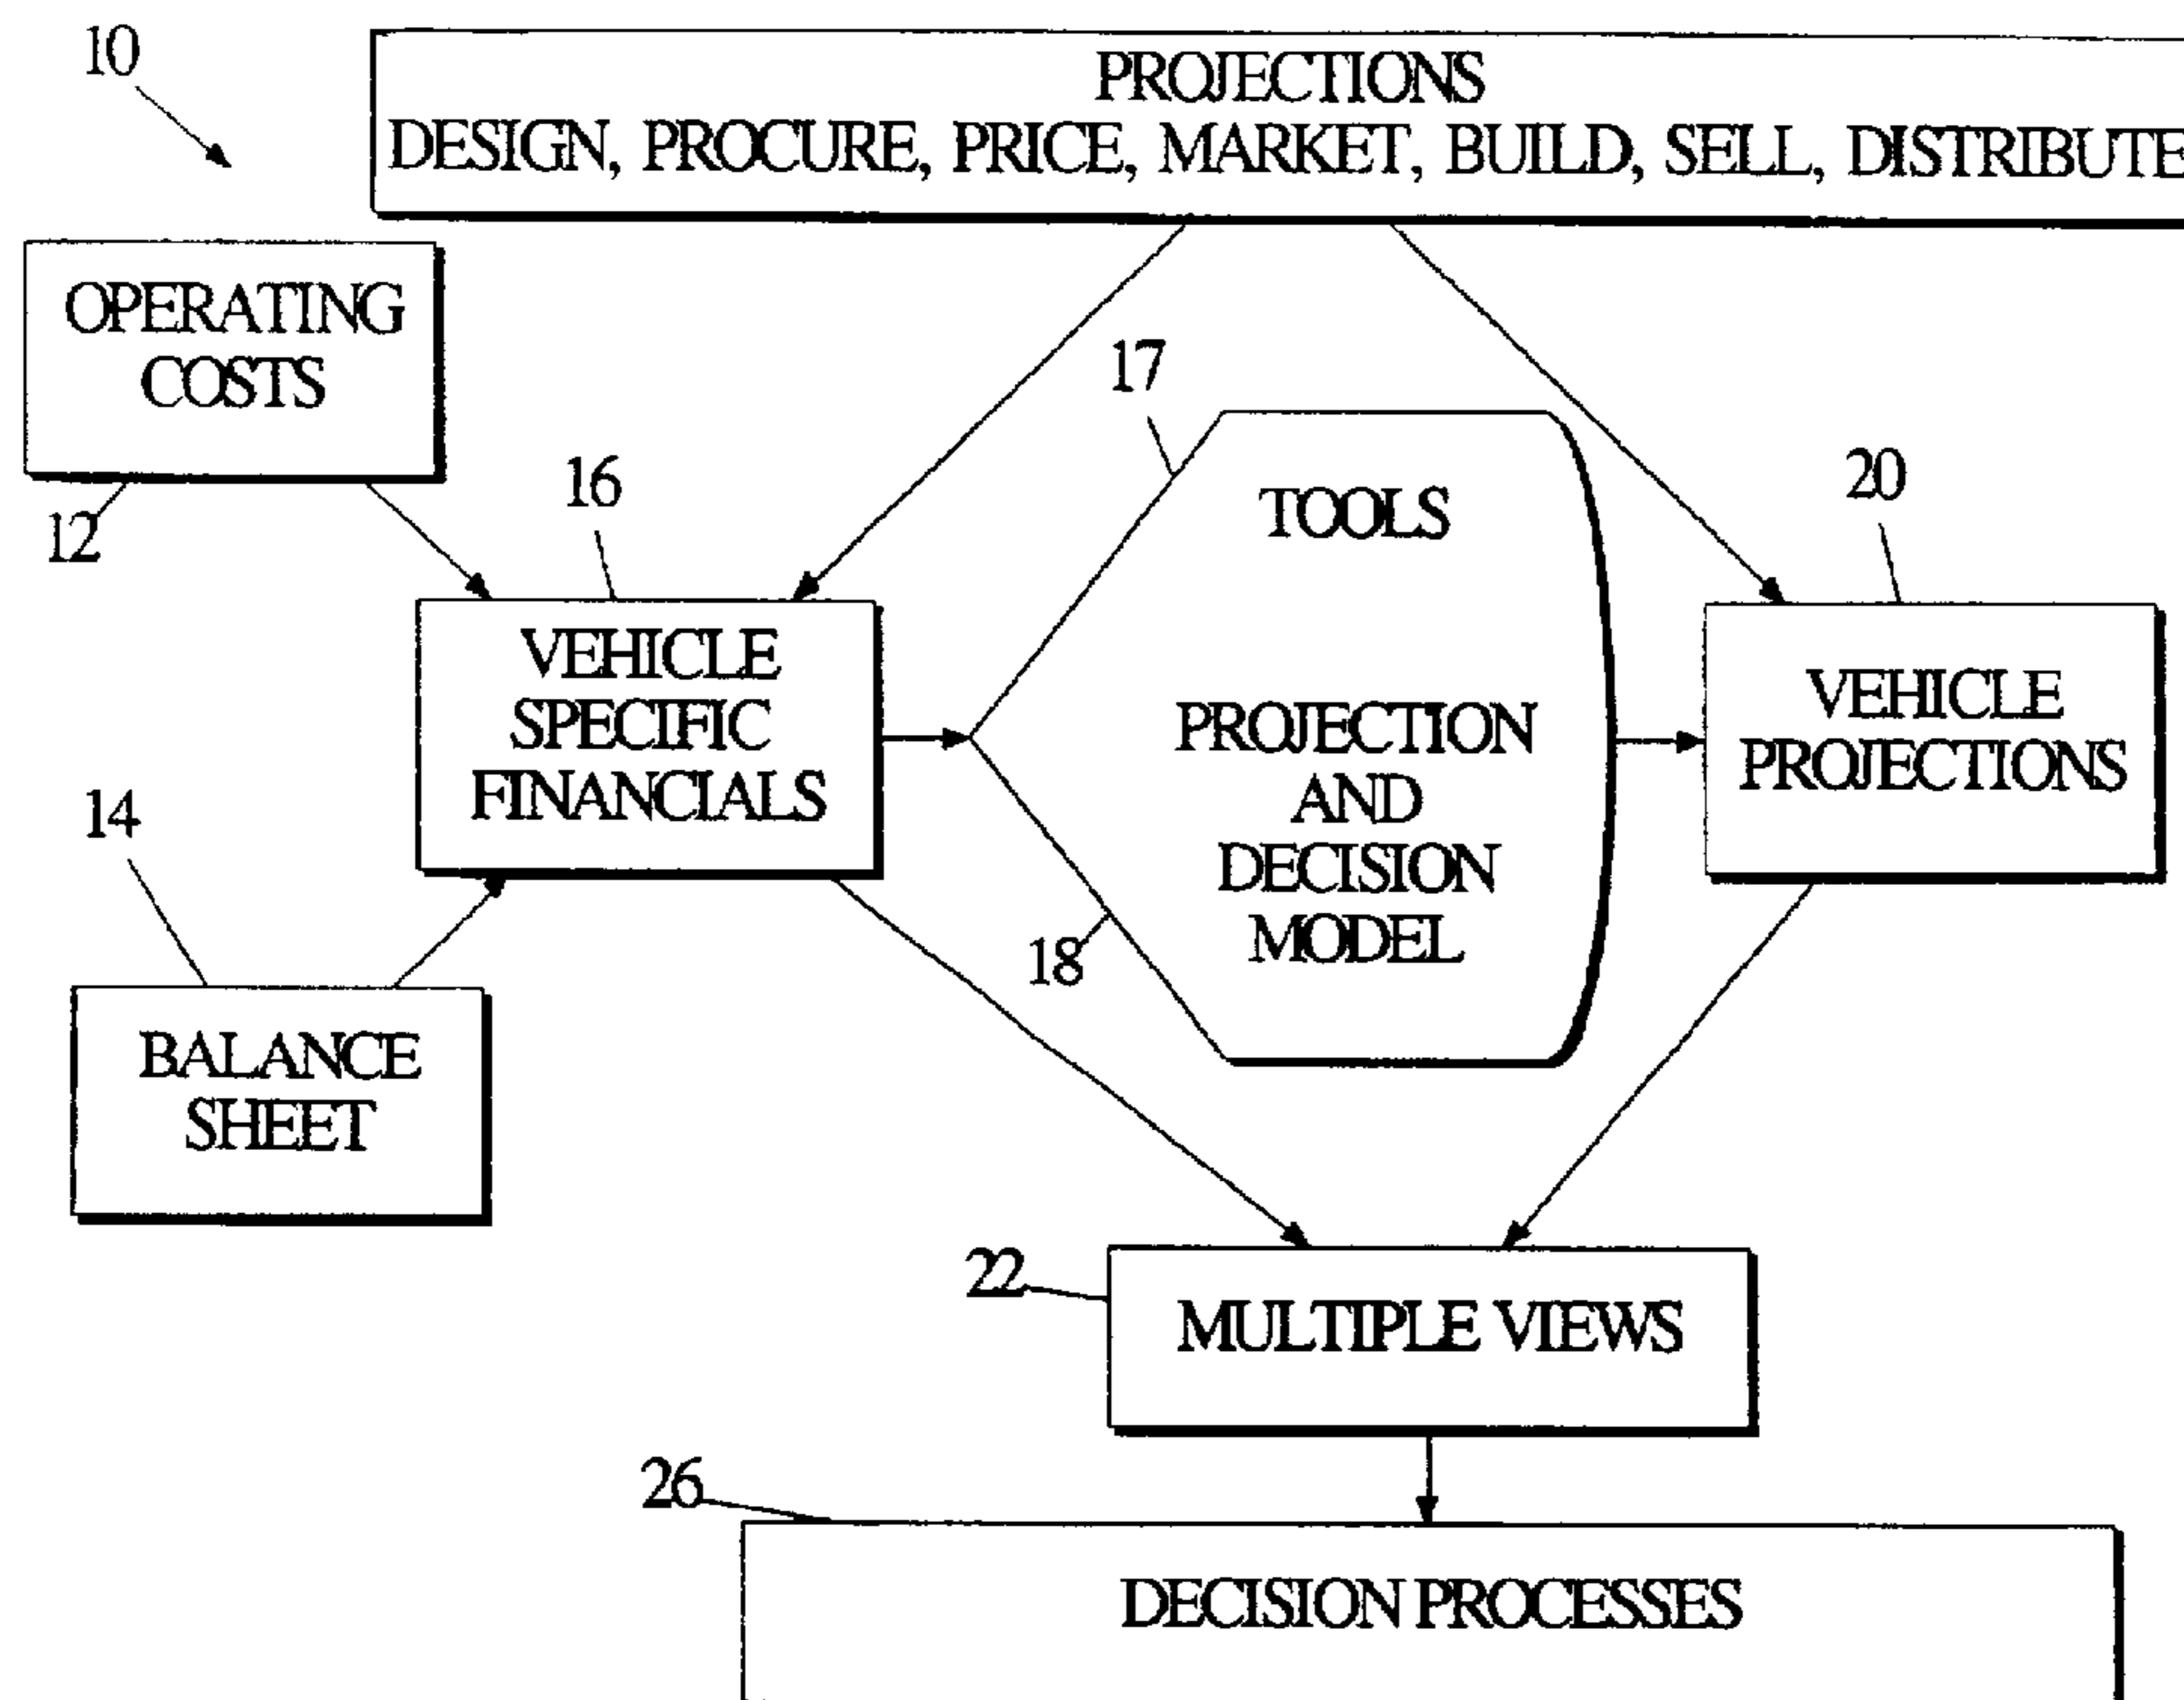 10
PROJECTIONS
DESIGN, PROCURE, PRICE, MARKET, BUILD, SELL, DISTRIBUTE
OPERATING
COSTS
12
17
16
20
TOOLS
VEHICLE
SPECIFIC
FINANCIALS
PROJECTION
AND
DECISION
MODEL
VEHICLE
PROJECTIONS
14
18
BALANCE
SHEET
22
MULTIPLE VIEWS
26
DECISION PROCESSES